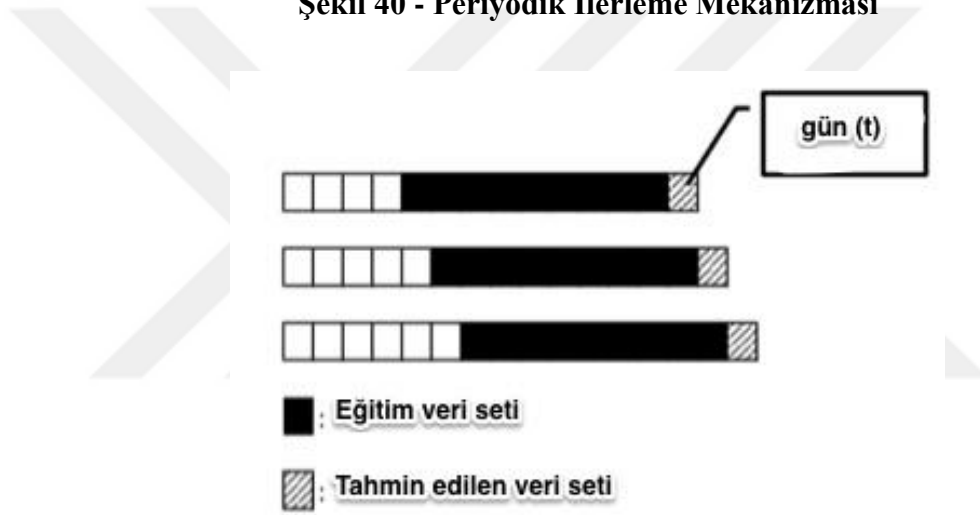 Şekil 40 - Periyodik İlerleme Mekanizması
gün (t)
: Eğitim veri seti
: Tahmin edilen veri seti